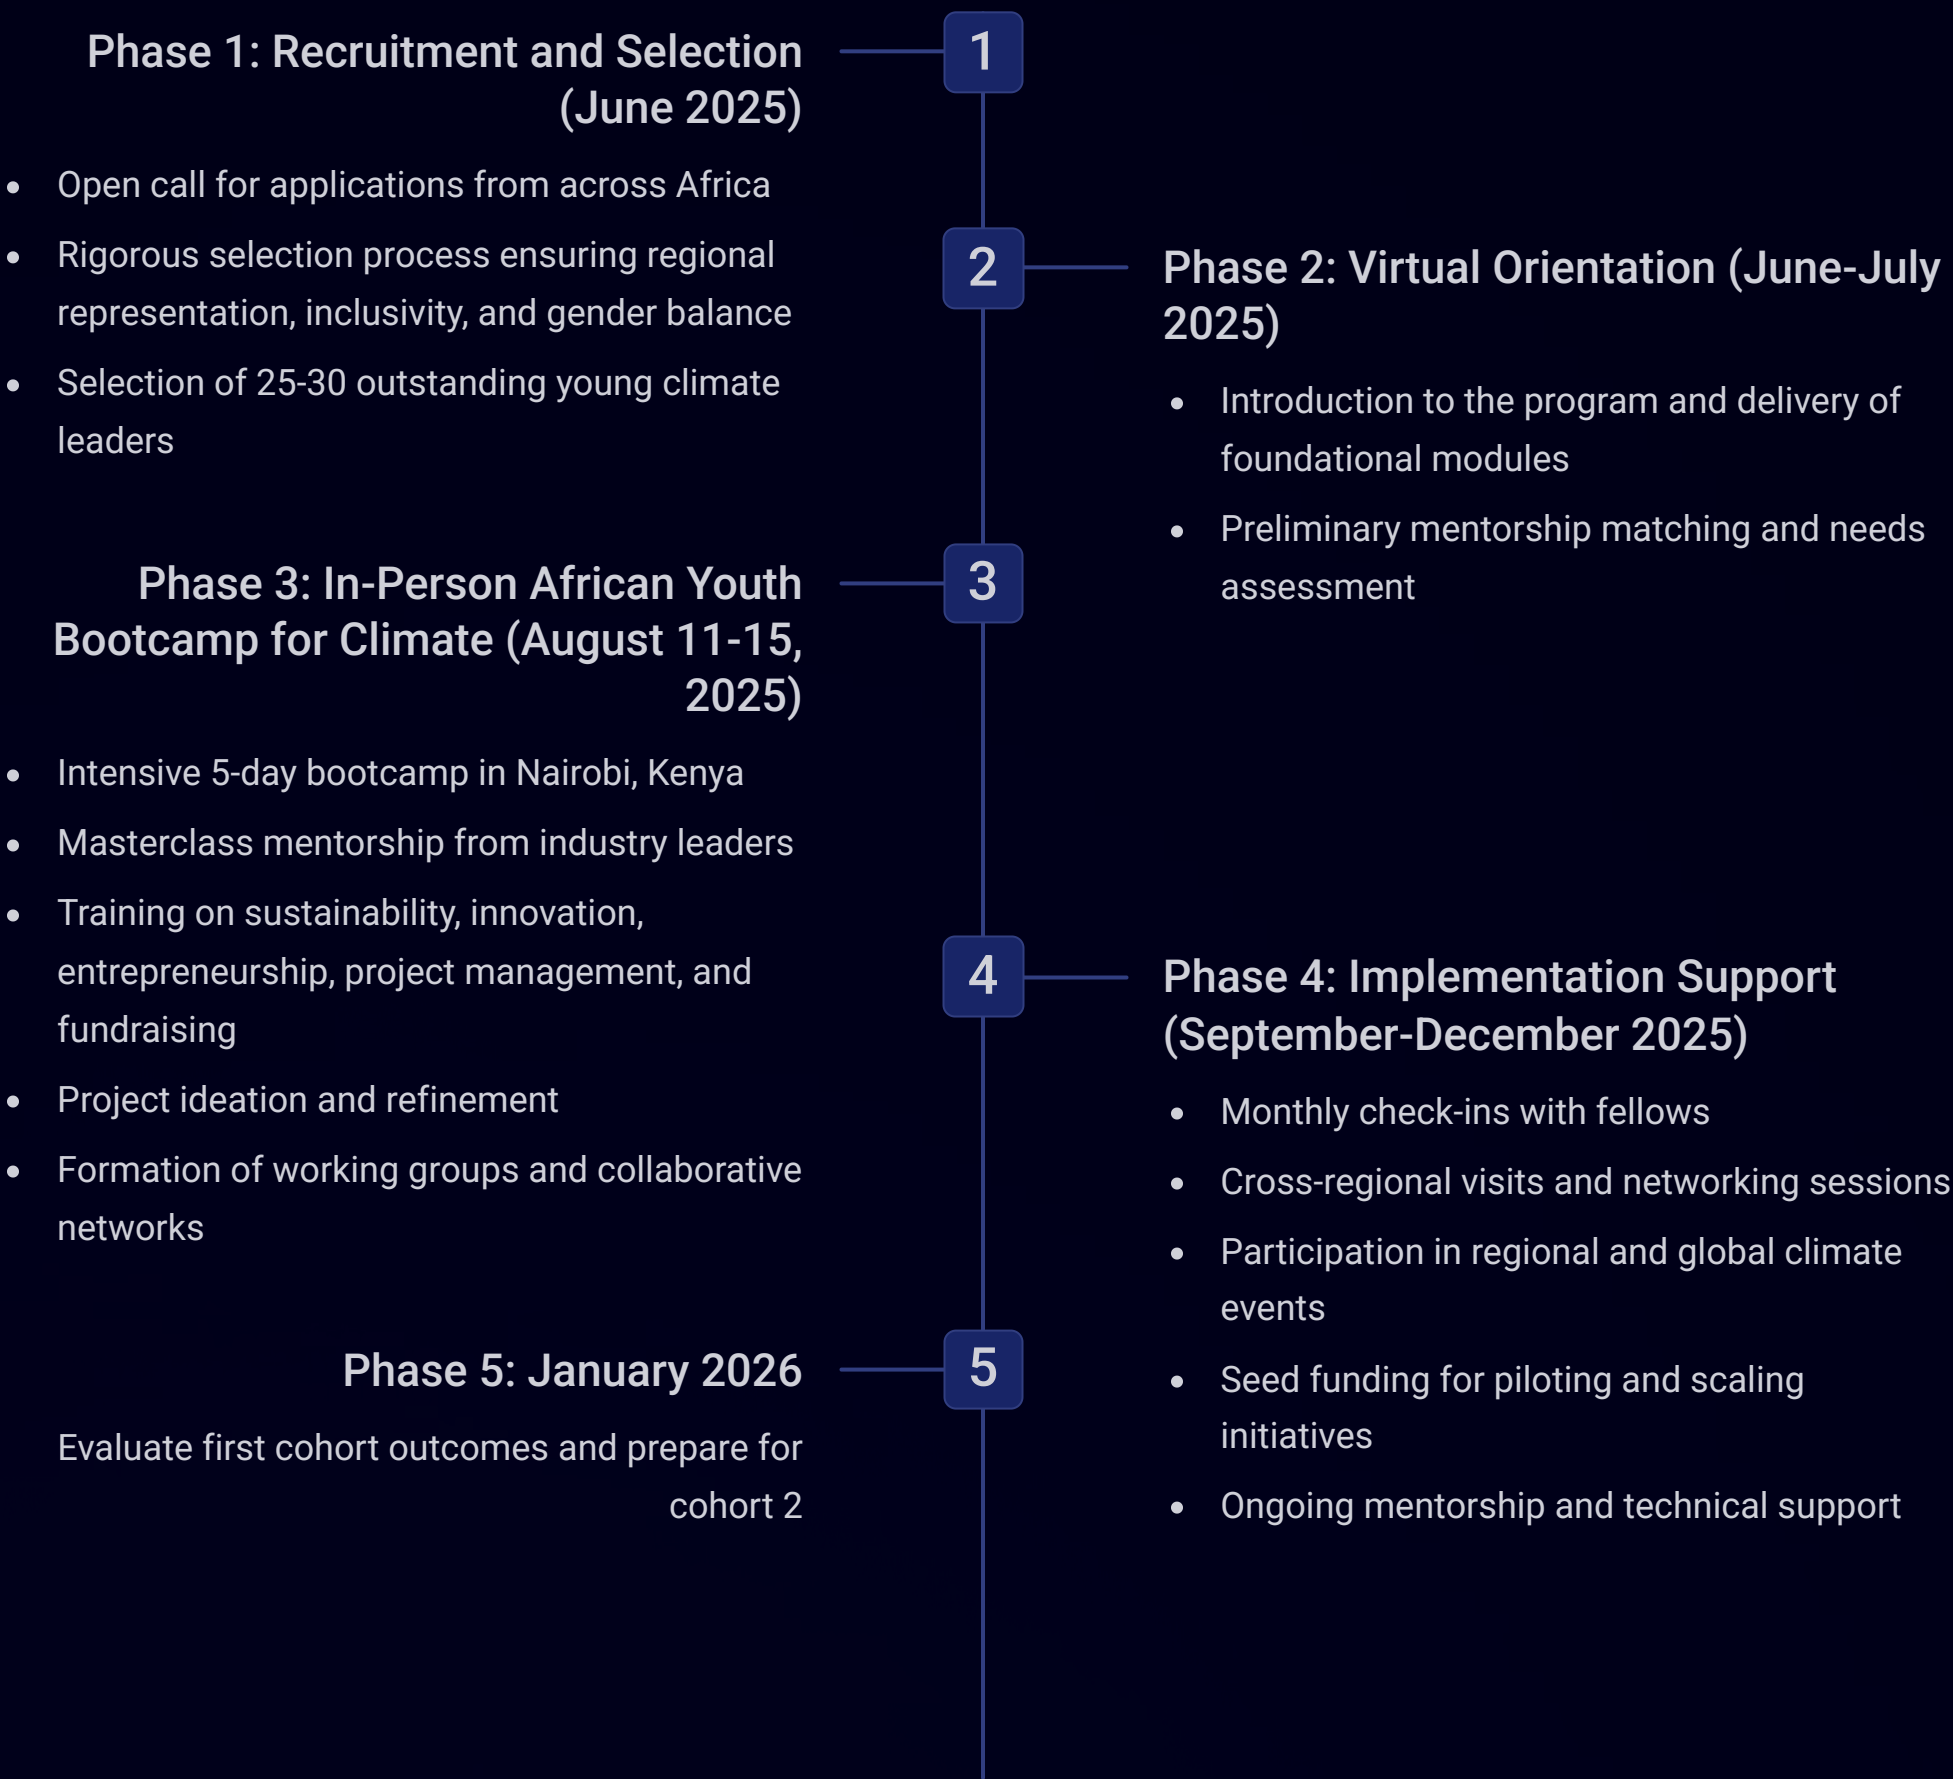 Phase 1: Recruitment and Selection
(June 2025)
1
• Open call for applications from across Africa
• Rigorous selection process ensuring regional
representation, inclusivity, and gender balance
• Selection of 25-30 outstanding young climate
leaders
2
Phase 2: Virtual Orientation (June-July
2025)
• Introduction to the program and delivery of
foundational modules
• Preliminary mentorship matching and needs
assessment
Phase 3: In-Person African Youth
Bootcamp for Climate (August 11-15,
2025)
3
• Intensive 5-day bootcamp in Nairobi, Kenya
• Masterclass mentorship from industry leaders
• Training on sustainability, innovation,
entrepreneurship, project management, and
fundraising
• Project ideation and refinement
• Formation of working groups and collaborative
networks
4
Phase 4: Implementation Support
(September-December 2025)
• Monthly check-ins with fellows
• Cross-regional visits and networking sessions
• Participation in regional and global climate
events
• Seed funding for piloting and scaling
initiatives
• Ongoing mentorship and technical support
Phase 5: January 2026
5
Evaluate first cohort outcomes and prepare for
cohort 2